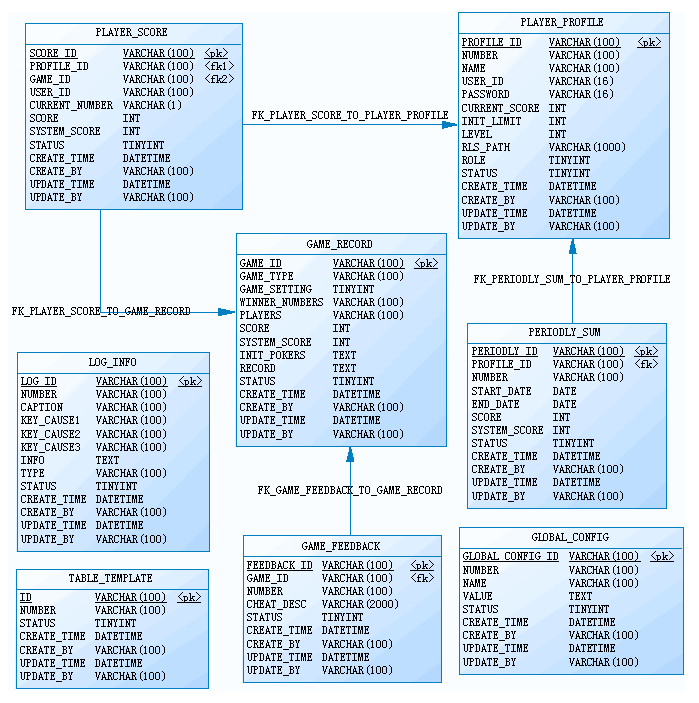 PLAYER_SCORE
SCORE_ID VARCHAR(100) <pk>
PROFILE_ID VARCHAR(100) <fk1>
GAME_ID VARCHAR(100) <fk2>
USER_ID VARCHAR(100)
CURRENT_NUMBER VARCHAR(1)
SCORE INT
SYSTEM_SCORE INT
STATUS TINYINT
CREATE_TIME DATETIME
CREATE_BY VARCHAR(100)
UPDATE_TIME DATETIME
UPDATE_BY VARCHAR(100)
FK_PLAYER_SCORE_TO_PLAYER_PROFILE
PLAYER_PROFILE
PROFILE_ID VARCHAR(100) <pk>
NUMBER VARCHAR(100)
NAME VARCHAR(100)
USER_ID VARCHAR(16)
PASSWORD VARCHAR(16)
CURRENT_SCORE INT
INIT_LIMIT INT
LEVEL INT
RLS_PATH VARCHAR(1000)
ROLE TINYINT
STATUS TINYINT
CREATE_TIME DATETIME
CREATE_BY VARCHAR(100)
UPDATE_TIME DATETIME
UPDATE_BY VARCHAR(100)
FK_PLAYER_SCORE_TO_GAME_RECORD
GAME_RECORD
GAME_ID VARCHAR(100) <pk>
GAME_TYPE VARCHAR(100)
GAME_SETTING TINYINT
WINNER_NUMBERS VARCHAR(100)
PLAYERS VARCHAR(100)
SCORE INT
SYSTEM_SCORE INT
INIT_POKERS TEXT
RECORD TEXT
STATUS TINYINT
CREATE_TIME DATETIME
CREATE_BY VARCHAR(100)
UPDATE_TIME DATETIME
UPDATE_BY VARCHAR(100)
FK_PERIODLY_SUM_TO_PLAYER_PROFILE
PERIODLY_SUM
PERIODLY_ID VARCHAR(100) <pk>
PROFILE_ID VARCHAR(100) <fk>
NUMBER VARCHAR(100)
START_DATE DATE
END_DATE DATE
SCORE INT
SYSTEM_SCORE INT
STATUS TINYINT
CREATE_TIME DATETIME
CREATE_BY VARCHAR(100)
UPDATE_TIME DATETIME
UPDATE_BY VARCHAR(100)
LOG_INFO
LOG_ID VARCHAR(100) <pk>
NUMBER VARCHAR(100)
CAPTION VARCHAR(100)
KEY_CAUSE1 VARCHAR(100)
KEY_CAUSE2 VARCHAR(100)
KEY_CAUSE3 VARCHAR(100)
INFO TEXT
TYPE VARCHAR(100)
STATUS TINYINT
CREATE_TIME DATETIME
CREATE_BY VARCHAR(100)
UPDATE_TIME DATETIME
UPDATE_BY VARCHAR(100)
FK_GAME_FEEDBACK_TO_GAME_RECORD
GAME_FEEDBACK
FEEDBACK_ID VARCHAR(100) <pk>
GAME_ID VARCHAR(100) <fk>
NUMBER VARCHAR(100)
CHEAT_DESC VARCHAR(2000)
STATUS TINYINT
CREATE_TIME DATETIME
CREATE_BY VARCHAR(100)
UPDATE_TIME DATETIME
UPDATE_BY VARCHAR(100)
GLOBAL_CONFIG
GLOBAL_CONFIG_ID VARCHAR(100) <pk>
NUMBER VARCHAR(100)
NAME VARCHAR(100)
VALUE TEXT
STATUS TINYINT
CREATE_TIME DATETIME
CREATE_BY VARCHAR(100)
UPDATE_TIME DATETIME
UPDATE_BY VARCHAR(100)
TABLE_TEMPLATE
ID VARCHAR(100) <pk>
NUMBER VARCHAR(100)
STATUS TINYINT
CREATE_TIME DATETIME
CREATE_BY VARCHAR(100)
UPDATE_TIME DATETIME
UPDATE_BY VARCHAR(100)